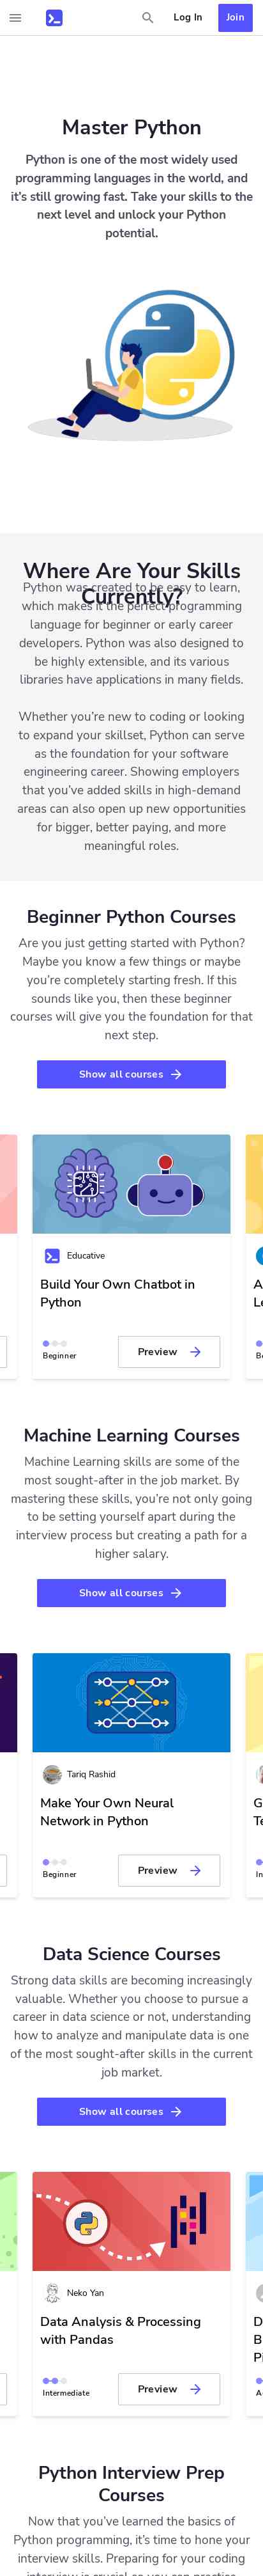 Log In
Join
Master Python
Python is one of the most widely used
programming languages in the world, and
it's still growing fast. Take your skills to the
next level and unlock your Python
potential.
Where Are Your Skills
Currently?
Python was created to be easy to learn,
which makes it the perfect programming
language for beginner or early career
developers. Python was also designed to
be highly extensible, and its various
libraries have applications in many fields.
Whether you're new to coding or looking
to expand your skillset, Python can serve
as the foundation for your software
engineering career. Showing employers
that you've added skills in high-demand
areas can also open up new opportunities
for bigger, better paying, and more
meaningful roles.
Beginner Python Courses
Are you just getting started with Python?
Maybe you know a few things or maybe
you're completely starting fresh. If this
sounds like you, then these beginner
courses will give you the foundation for that
next step.
Show all courses
Educative
Build Your Own Chatbot in
Python
Beginner
Preview
Machine Learning Courses
Machine Learning skills are some of the
most sought-after in the job market. By
mastering these skills, you're not only going
to be setting yourself apart during the
interview process but creating a path for a
higher salary.
Show all courses
Tariq Rashid
Make Your Own Neural
Network in Python
Beginner
Preview
Data Science Courses
Strong data skills are becoming increasingly
valuable. Whether you choose to pursue a
career in data science or not, understanding
how to analyze and manipulate data is one
of the most sought-after skills in the current
job market.
Show all courses
Neko Yan
Data Analysis & Processing
with Pandas
Intermediate
Preview
Python Interview Prep
Courses
Now that you've learned the basics of
Python programming, it's time to hone your
interview skills. Preparing for your coding